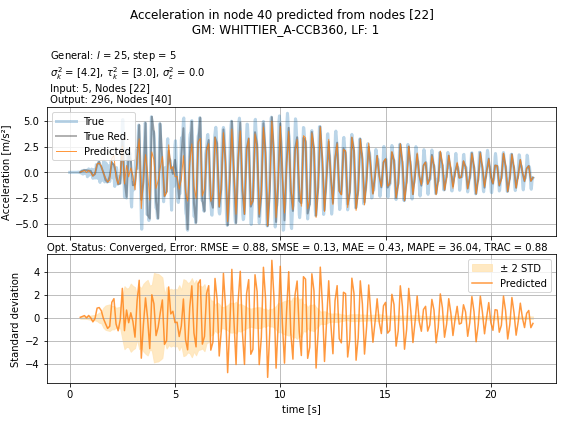 Acceleration in node 40 predicted from nodes [22]
GM: WHITTIER_A-CCB360, LF: 1
General: l = 25, step = 5
σ²ₖ = [4.2], τ²ₖ = [3.0], σ²ε = 0.0
Input: 5, Nodes [22]
Output: 296, Nodes [40]
True
True Red.
Predicted
Acceleration [m/s²]
5.0
2.5
0.0
−2.5
−5.0
Opt. Status: Converged, Error: RMSE = 0.88, SMSE = 0.13, MAE = 0.43, MAPE = 36.04, TRAC = 0.88
± 2 STD
Predicted
Standard deviation
4
2
0
−2
−4
0 5 10 15 20
time [s]